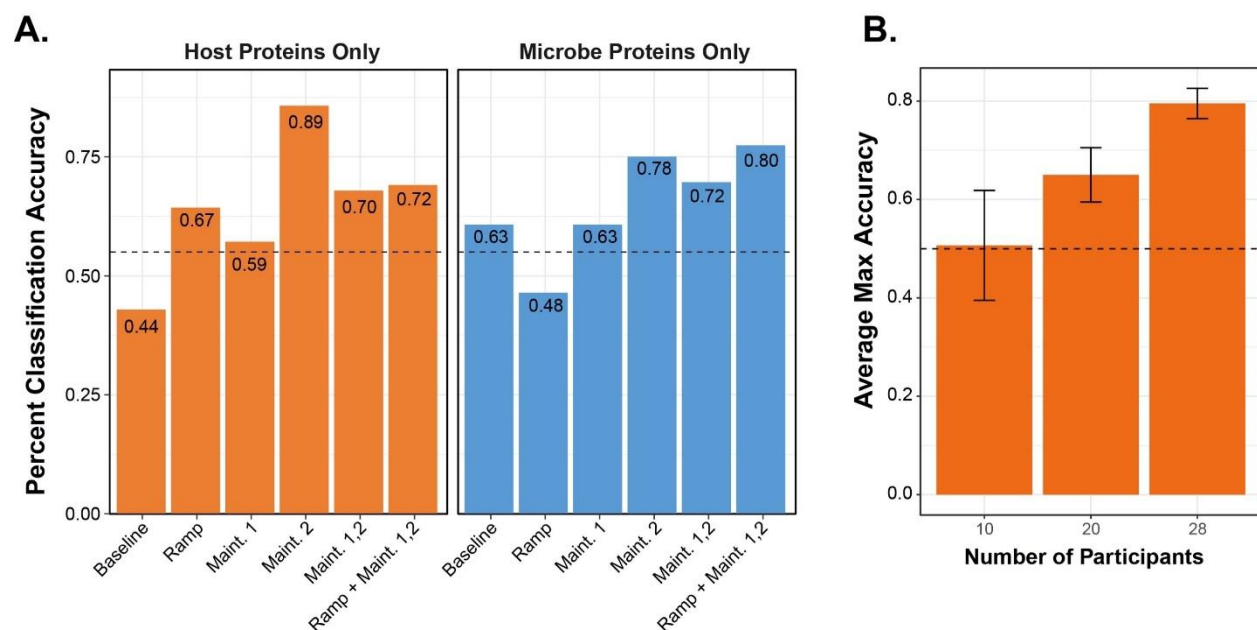 A.
Host Proteins Only
Microbe Proteins Only
Percent Classification Accuracy
0.75
0.50
0.25
0.00
0.44
0.67
0.59
0.89
0.70
0.72
0.63
0.48
0.63
0.78
0.72
0.80
Baseline
Ramp
Maint. 1
Maint. 2
Maint. 1,2
Ramp + Maint. 1,2
Baseline
Ramp
Maint. 1
Maint. 2
Maint. 1,2
Ramp + Maint. 1,2
B.
Average Max Accuracy
0.8
0.6
0.4
0.2
0.0
10
20
28
Number of Participants